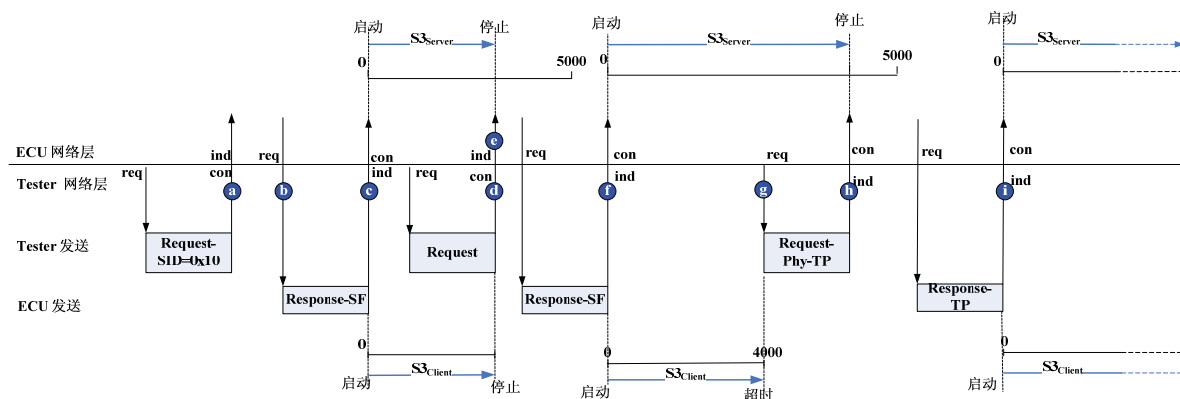 启动 停止 启动 停止 启动
S3Server S3Server S3Server
0 5000 0 5000 0
ECU 网络层 ind req con e ind req con req con req con
Tester 网络层 req con ind req con ind ind ind
a b c d f g h i
Tester 发送 Request-SID=0x10 Request Request-Phy-TP
Response-SF Response-SF Response-TP
ECU 发送
0 0 4000 0
S3Client S3Client S3Client
启动 停止 启动 超时 启动